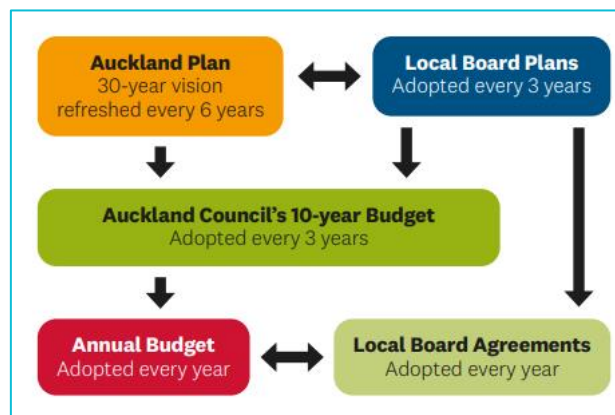 Auckland Plan
30-year vision
refreshed every 6 years
Local Board Plans
Adopted every 3 years
Auckland Council's 10-year Budget
Adopted every 3 years
Annual Budget
Adopted every year
Local Board Agreements
Adopted every year